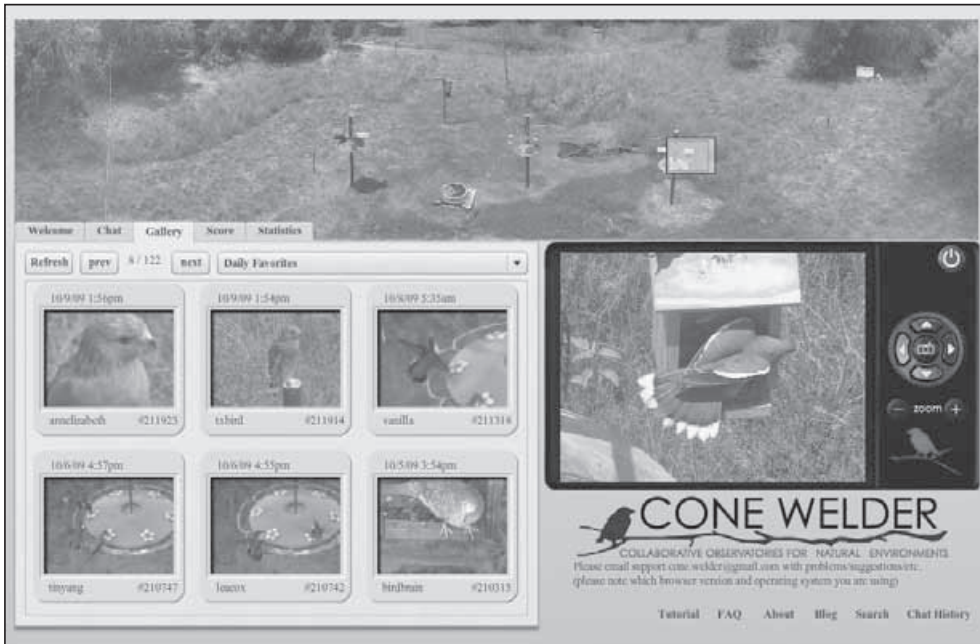 Welcome Chat Gallery Score Statistics
Refresh prev 8 / 122 next Daily Favorites
10/9/09 1:56pm 10/9/09 1:54pm 10/8/09 5:35am
annelizabeth #211923 txbird #211914 vanilla #211314
10/6/09 4:57pm 10/6/09 4:55pm 10/5/09 3:54pm
tinytang #210747 leacox #210742 birdbrain #210315
zoom
CONE WELDER
COLLABORATIVE OBSERVATORIES FOR NATURAL ENVIRONMENTS
Please email support cone.welder@gmail.com with problems/suggestions/etc.
(please note which browser version and operating system you are using)
Tutorial FAQ About Blog Search Chat History